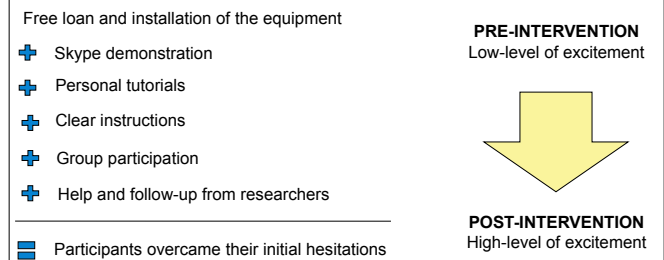 Free loan and installation of the equipment
Skype demonstration
Personal tutorials
Clear instructions
Group participation
Help and follow-up from researchers
Participants overcame their initial hesitations
PRE-INTERVENTION
Low-level of excitement
POST-INTERVENTION
High-level of excitement